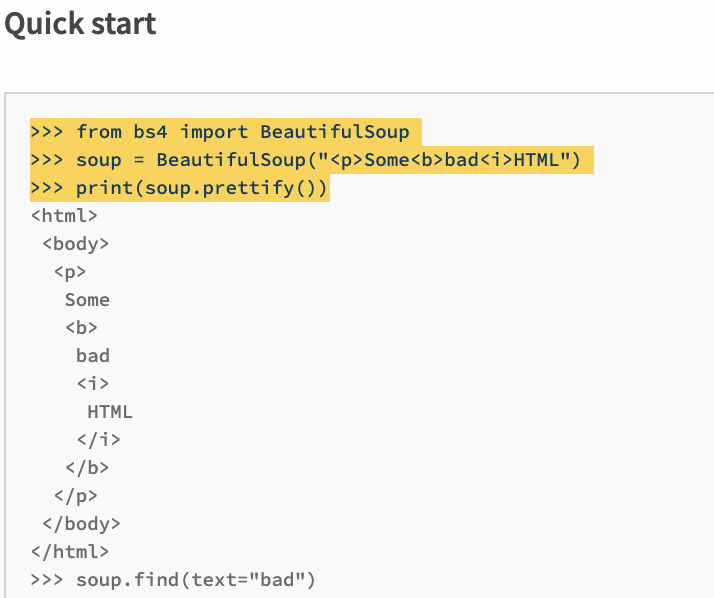 Quick start
>>> from bs4 import BeautifulSoup
>>> soup = BeautifulSoup("<p>Some<b>bad<i>HTML")
>>> print(soup.prettify())
<html>
 <body>
  <p>
   Some
   <b>
    bad
    <i>
     HTML
    </i>
   </b>
  </p>
 </body>
</html>
>>> soup.find(text="bad")